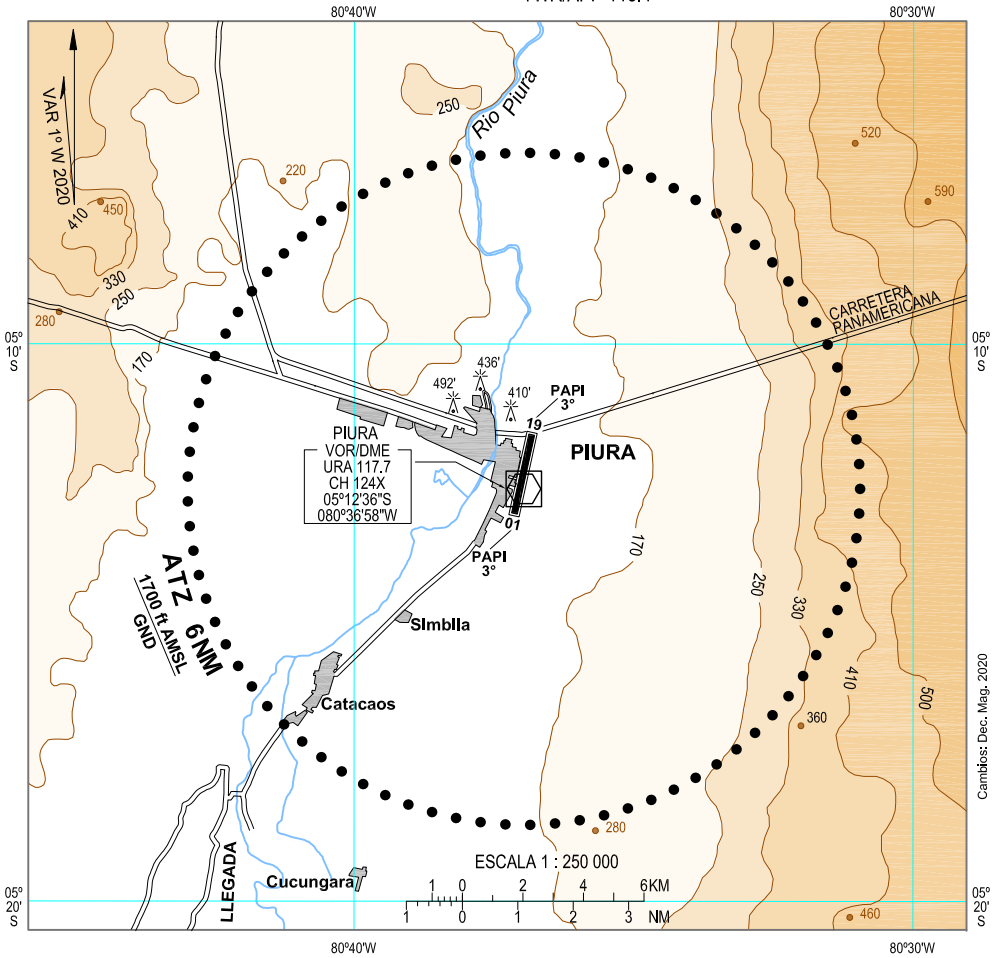 80°40'W
80°30'W
VAR 1° W 2020
410
450
330
250
280
170
220
250
Rio Piura
520
590
CARRETERA
PANAMERICANA
05°
10'
S
05°
10'
S
492'
436'
410'
PAPI
3°
19
PIURA
PIURA
VOR/DME
URA 117.7
CH 124X
05°12'36"S
080°36'58"W
01
PAPI
3°
170
250
330
410
500
ATZ 6NM
1700 ft AMSL
GND
SImbIla
Catacaos
360
280
460
LLEGADA
Cucungara
ESCALA 1 : 250 000
1 0 2 4 6KM
1 0 1 2 3 NM
05°
20'
S
05°
20'
S
80°40'W
80°30'W
Cambios: Dec. Mag. 2020